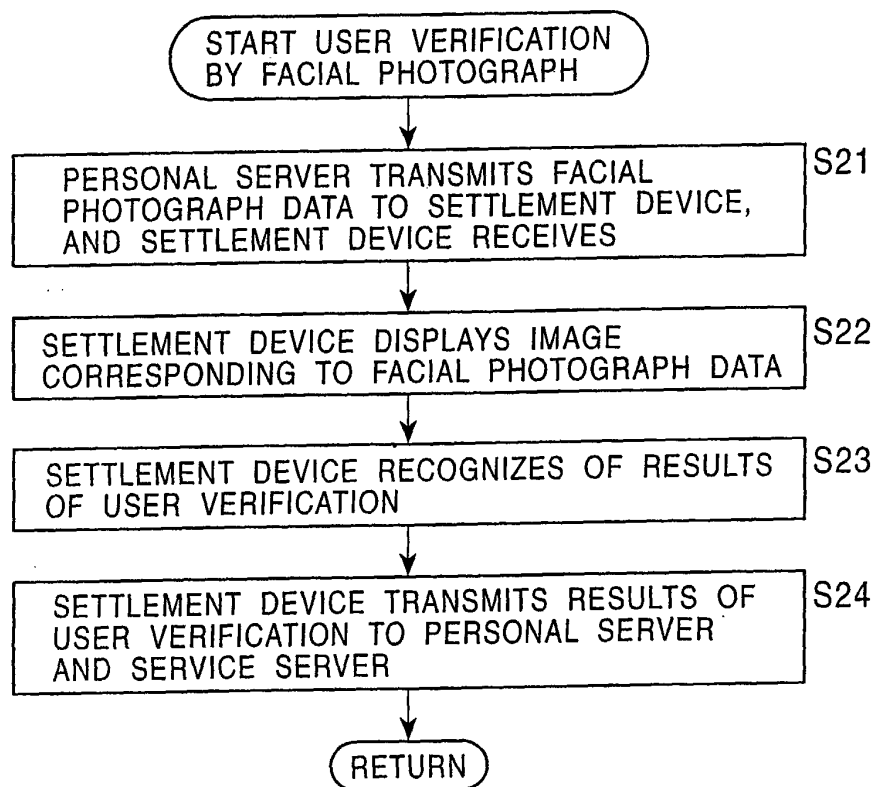 START USER VERIFICATION
BY FACIAL PHOTOGRAPH
S21
PERSONAL SERVER TRANSMITS FACIAL
PHOTOGRAPH DATA TO SETTLEMENT DEVICE,
AND SETTLEMENT DEVICE RECEIVES
S22
SETTLEMENT DEVICE DISPLAYS IMAGE
CORRESPONDING TO FACIAL PHOTOGRAPH DATA
S23
SETTLEMENT DEVICE RECOGNIZES OF RESULTS
OF USER VERIFICATION
S24
SETTLEMENT DEVICE TRANSMITS RESULTS OF
USER VERIFICATION TO PERSONAL SERVER
AND SERVICE SERVER
RETURN